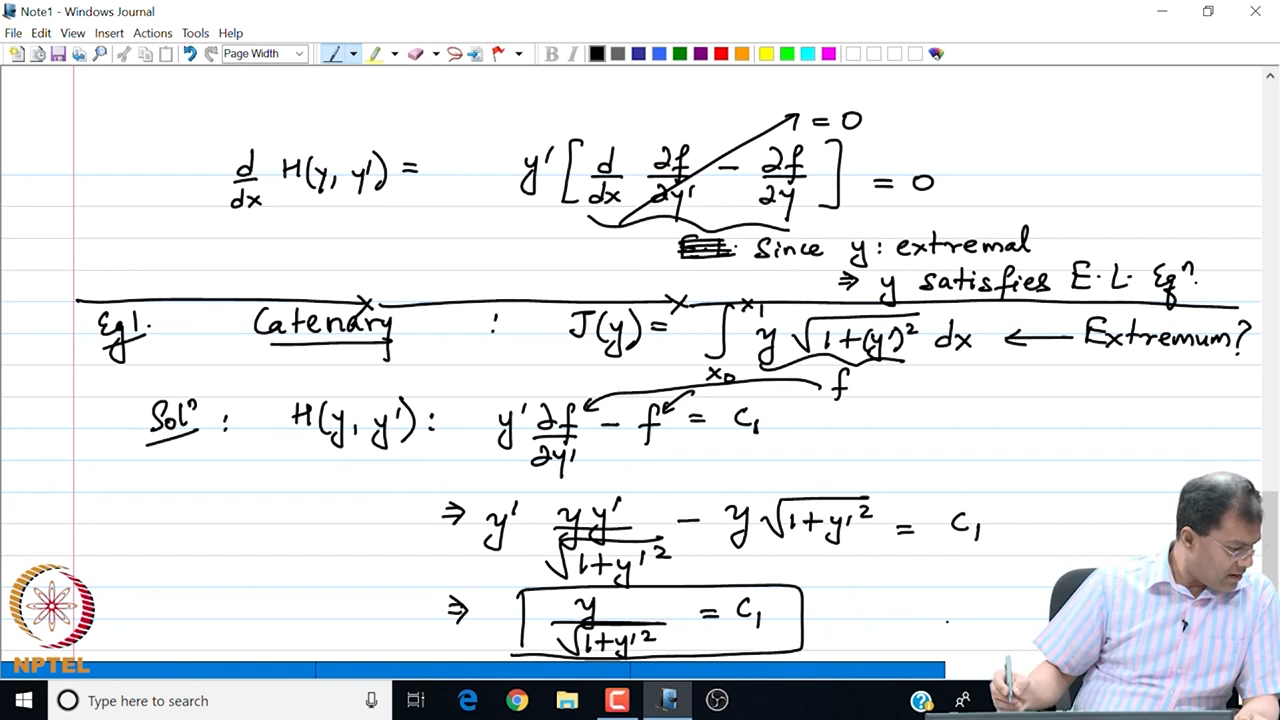 Note1 - Windows Journal
File Edit View Insert Actions Tools Help
Page Width B I
= 0
d/dx H(y, y') = y' [ d/dx ∂f/∂y' - ∂f/∂y ] = 0
Since y : extremal
⇒ y satisfies E.L. Eqⁿ.
Eg1. Catenary : J(y) = ∫_{x₀}^{x₁} y √(1+(y')²) dx ← Extremum?
f
Solⁿ : H(y, y') : y' ∂f/∂y' - f = C₁
⇒ y' yy'/√(1+y'²) - y √(1+y'²) = C₁
⇒ y/√(1+y'²) = C₁
NPTEL
Type here to search